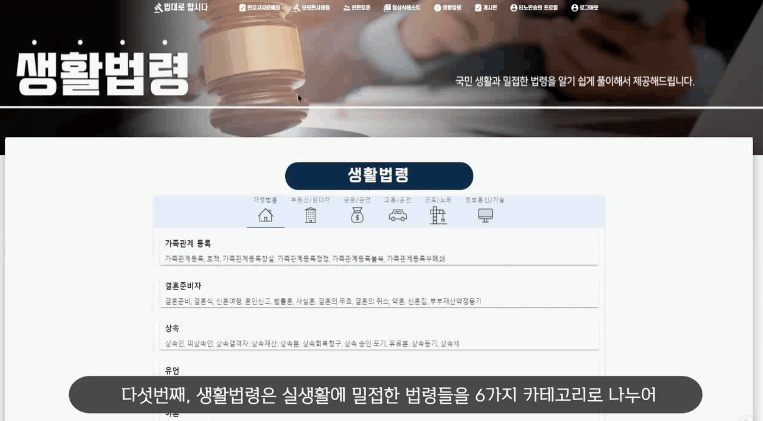 법대로 합시다
전문토론
법상식테스트
생활법령
게시판
로그아웃
생활법령
국민 생활과 밀접한 법령을 알기 쉽게 풀이해서 제공해드립니다.
생활법령
가정법률 부동산/임대차 금융/금전 교통/운전 근로/노동 정보통신/기술
가족관계 등록
가족관계등록, 호적, 가족관계등록창설, 가족관계등록정정, 가족관계등록불복, 가족관계등록부폐쇄
결혼준비자
결혼준비, 결혼식, 신혼여행, 혼인신고, 법률혼, 사실혼, 결혼의 무효, 결혼의 취소, 약혼, 신혼집, 부부재산약정등기
상속
상속인, 피상속인, 상속결격자, 상속재산, 상속분, 상속회복청구, 상속 승인·포기, 유류분, 상속등기, 상속세
유언
다섯번째, 생활법령은 실생활에 밀접한 법령들을 6가지 카테고리로 나누어